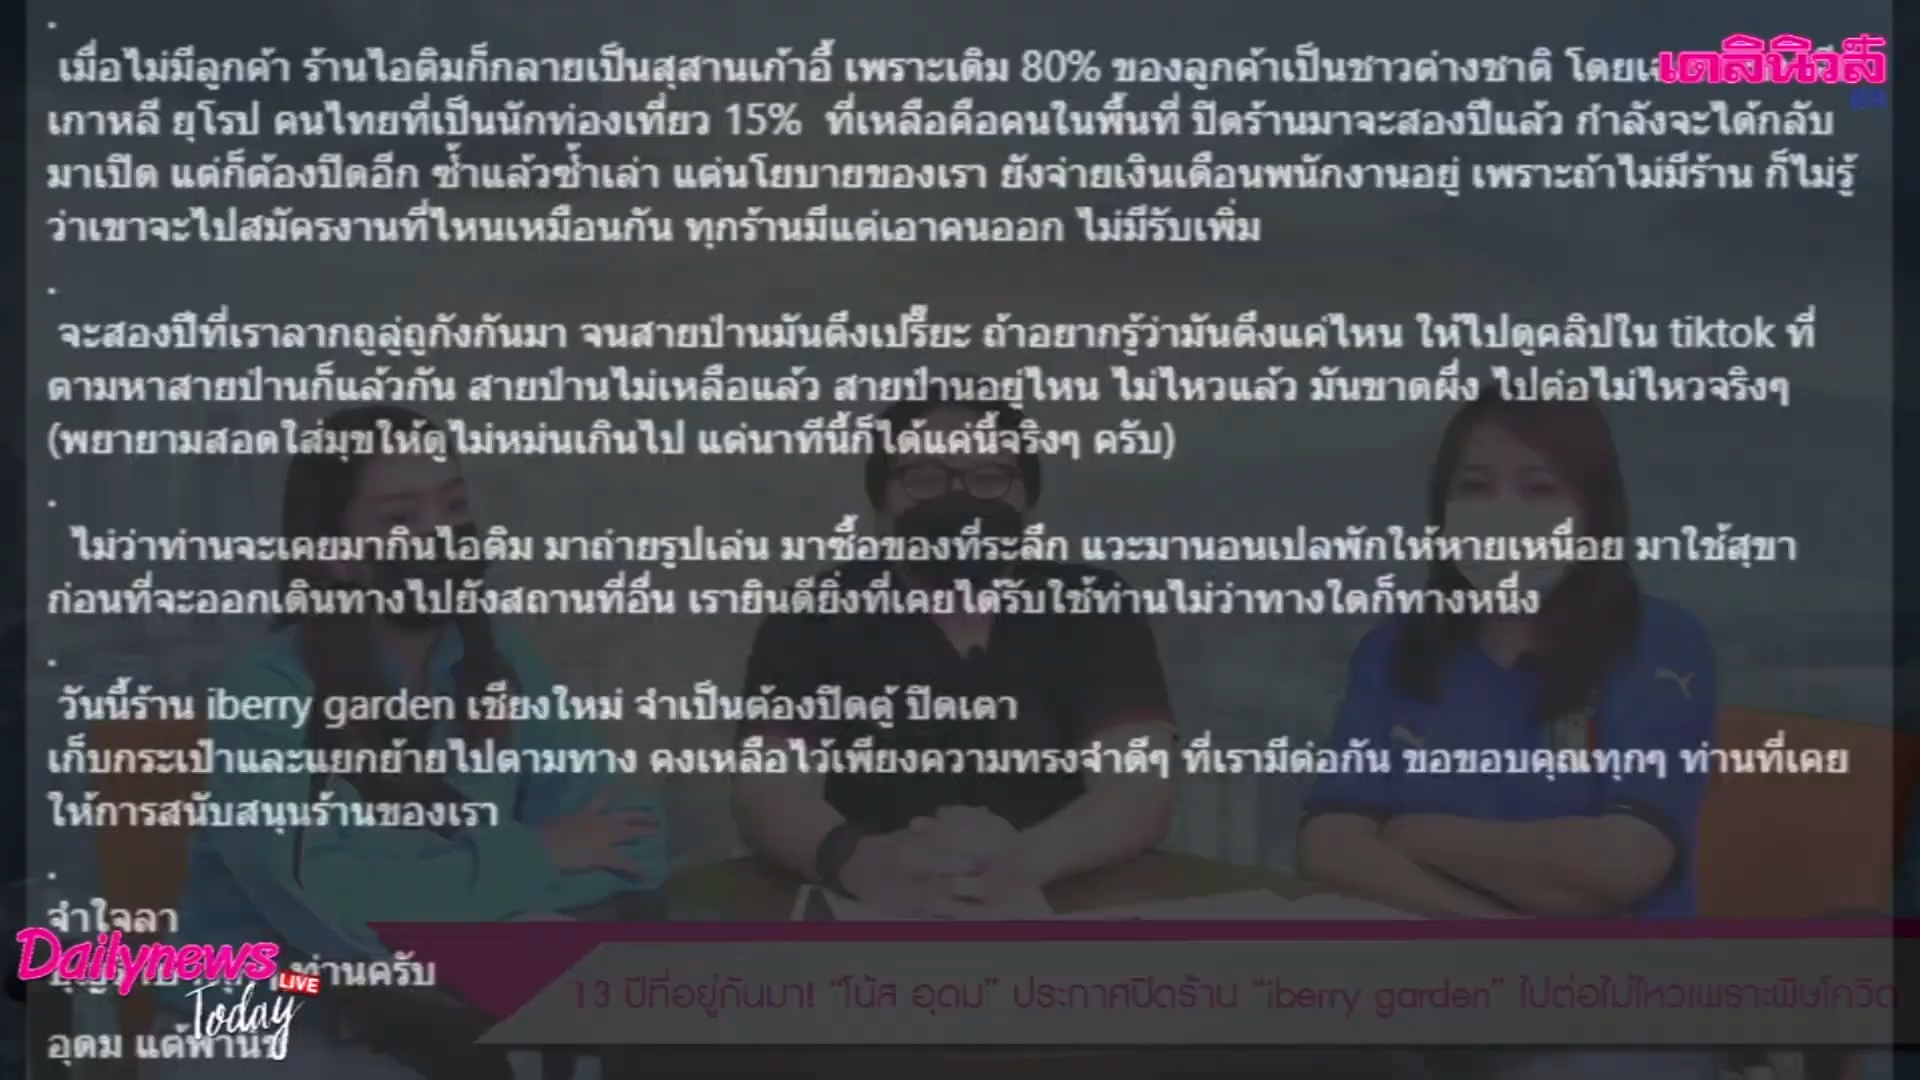 .
เมื่อไม่มีลูกค้า ร้านไอติมก็กลายเป็นสุสานเก้าอี้ เพราะเดิม 80% ของลูกค้าเป็นชาวต่างชาติ
เดลินิวส์
เกาหลี ยุโรป คนไทยที่เป็นนักท่องเที่ยว 15% ที่เหลือคือคนในพื้นที่ ปิดร้านมาจะสองปีแล้ว กำลังจะได้กลับ
มาเปิด แต่ก็ต้องปิดอีก ซ้ำแล้วซ้ำเล่า แต่นโยบายของเรา ยังจ่ายเงินเดือนพนักงานอยู่ เพราะถ้าไม่มีร้าน ก็ไม่รู้
ว่าเขาจะไปสมัครงานที่ไหนเหมือนกัน ทุกร้านมีแต่เอาคนออก ไม่มีรับเพิ่ม
.
จะสองปีที่เราลากถูลู่ถูกังกันมา จนสายป่านมันตึงเปรี๊ยะ ถ้าอยากรู้ว่ามันตึงแค่ไหน ให้ไปดูคลิปใน tiktok ที่
ตามหาสายป่านก็แล้วกัน สายป่านไม่เหลือแล้ว สายป่านอยู่ไหน ไม่ไหวแล้ว มันขาดผึ่ง ไปต่อไม่ไหวจริงๆ
(พยายามสอดใส่มุขให้ดูไม่หม่นเกินไป แต่นาทีนี้ก็ได้แค่นี้จริงๆ ครับ)
.
ไม่ว่าท่านจะเคยมากินไอติม มาถ่ายรูปเล่น มาซื้อของที่ระลึก แวะมานอนเปลพักให้หายเหนื่อย มาใช้สุขา
ก่อนที่จะออกเดินทางไปยังสถานที่อื่น เรายินดียิ่งที่เคยได้รับใช้ท่านไม่ว่าทางใดก็ทางหนึ่ง
.
วันนี้ร้าน iberry garden เชียงใหม่ จำเป็นต้องปิดตู้ ปิดเตา
เก็บกระเป๋าและแยกย้ายไปตามทาง คงเหลือไว้เพียงความทรงจำดีๆ ที่เรามีต่อกัน ขอขอบคุณทุกๆ ท่านที่เคย
ให้การสนับสนุนร้านของเรา
.
จำใจลา
ท่านครับ
อุดม แต้พานิช
Dailynews
LIVE
Today
13 ปีที่อยู่กันมา! "โน้ส อุดม" ประกาศปิดร้าน "iberry garden" ไปต่อไม่ไหวเพราะพิษโควิด